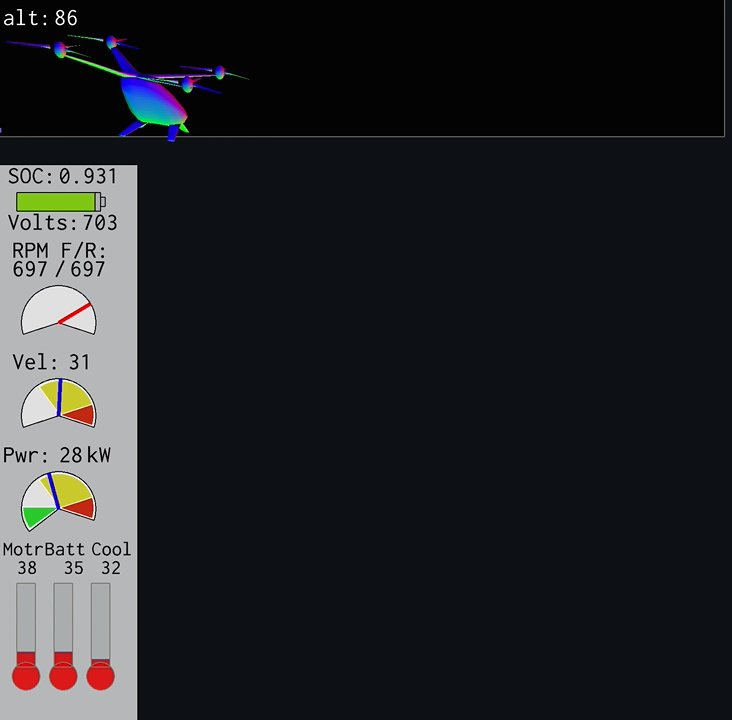 alt: 86
SOC: 0.931
Volts: 703
RPM F/R:
697 / 697
Vel: 31
Pwr: 28 kW
Motr Batt Cool
38 35 32